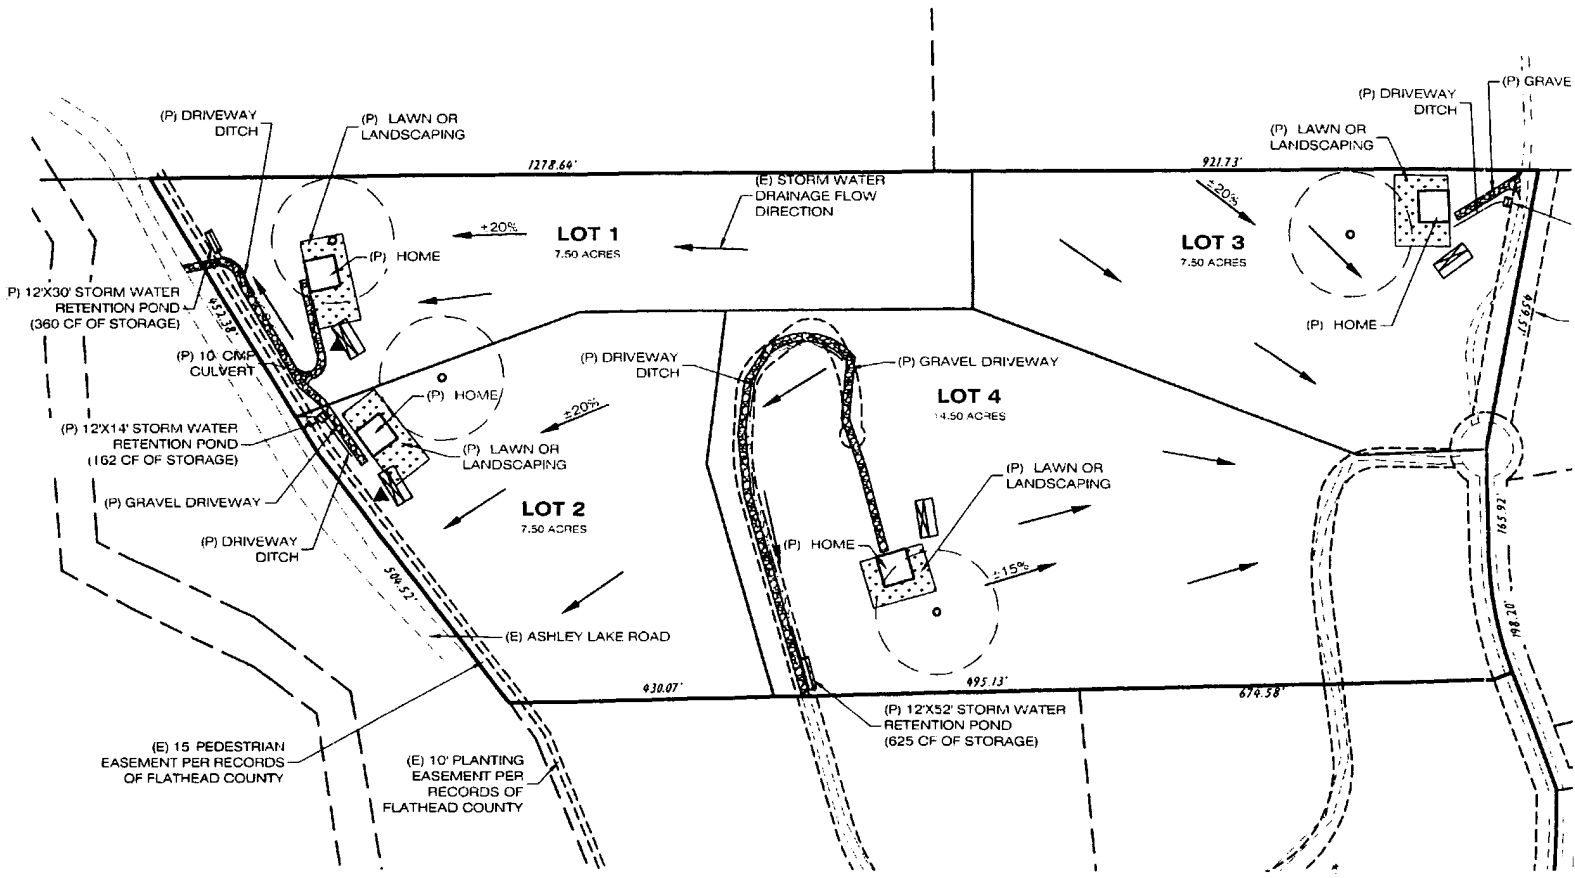 (P) GRAVE
(P) DRIVEWAY
DITCH
(P) LAWN OR
LANDSCAPING
(P) DRIVEWAY
DITCH
(P) LAWN OR
LANDSCAPING
1278.64'
921.73'
(E) STORM WATER
DRAINAGE FLOW
DIRECTION
±20%
±20%
LOT 1
7.50 ACRES
LOT 3
7.50 ACRES
(P) HOME
P) 12'X30' STORM WATER
RETENTION POND
(360 CF OF STORAGE)
452.38'
459.51'
(P) HOME
(P) 10 CMP
CULVERT
(P) DRIVEWAY
DITCH
(P) GRAVEL DRIVEWAY
LOT 4
14.50 ACRES
(P) HOME
±20%
(P) 12'X14' STORM WATER
RETENTION POND
(162 CF OF STORAGE)
(P) LAWN OR
LANDSCAPING
(P) LAWN OR
LANDSCAPING
(P) GRAVEL DRIVEWAY
LOT 2
7.50 ACRES
165.92'
(P) DRIVEWAY
DITCH
(P) HOME
±15%
504.52'
198.20'
(E) ASHLEY LAKE ROAD
430.07'
495.13'
674.58'
(P) 12'X52' STORM WATER
RETENTION POND
(625 CF OF STORAGE)
(E) 15 PEDESTRIAN
EASEMENT PER RECORDS
OF FLATHEAD COUNTY
(E) 10' PLANTING
EASEMENT PER
RECORDS OF
FLATHEAD COUNTY